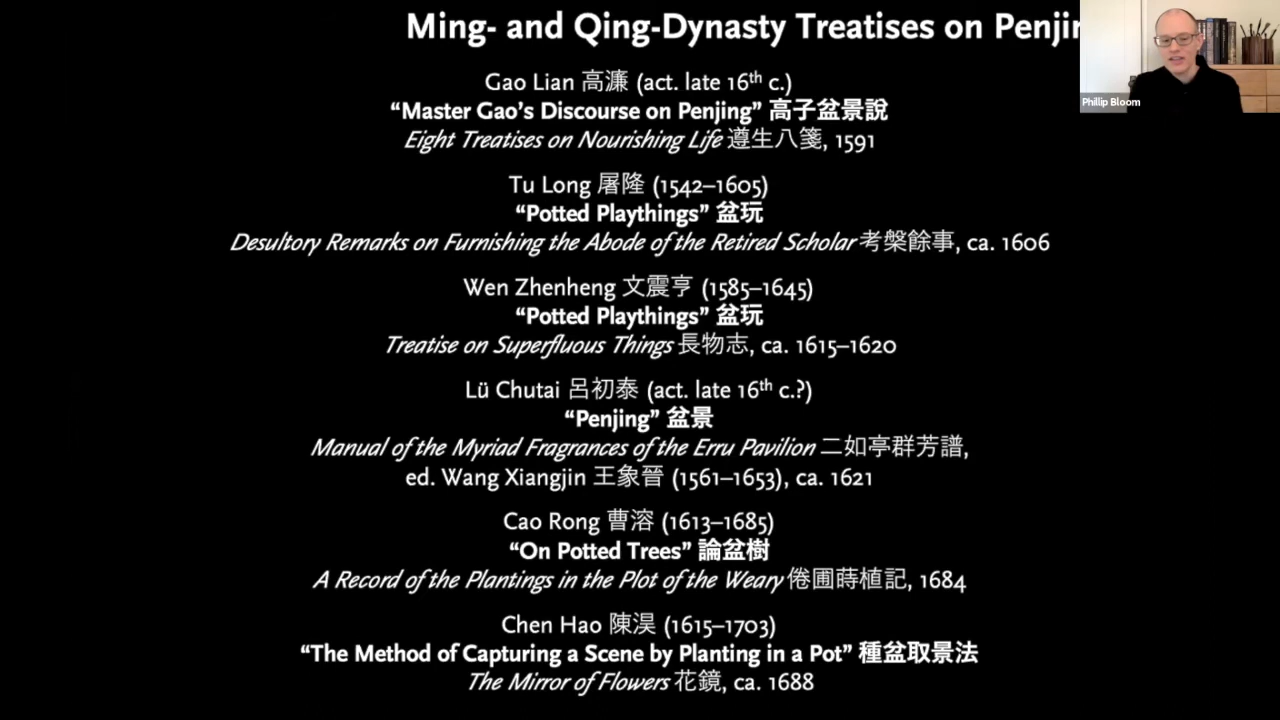 Ming- and Qing-Dynasty Treatises on Penjin
Phillip Bloom
Gao Lian 高濂 (act. late 16th c.)
“Master Gao’s Discourse on Penjing” 高子盆景說
Eight Treatises on Nourishing Life 遵生八箋, 1591
Tu Long 屠隆 (1542–1605)
“Potted Playthings” 盆玩
Desultory Remarks on Furnishing the Abode of the Retired Scholar 考槃餘事, ca. 1606
Wen Zhenheng 文震亨 (1585–1645)
“Potted Playthings” 盆玩
Treatise on Superfluous Things 長物志, ca. 1615–1620
Lü Chutai 呂初泰 (act. late 16th c.?)
“Penjing” 盆景
Manual of the Myriad Fragrances of the Erru Pavilion 二如亭群芳譜,
ed. Wang Xiangjin 王象晉 (1561–1653), ca. 1621
Cao Rong 曹溶 (1613–1685)
“On Potted Trees” 論盆樹
A Record of the Plantings in the Plot of the Weary 倦圃蒔植記, 1684
Chen Hao 陳淏 (1615–1703)
“The Method of Capturing a Scene by Planting in a Pot” 種盆取景法
The Mirror of Flowers 花鏡, ca. 1688